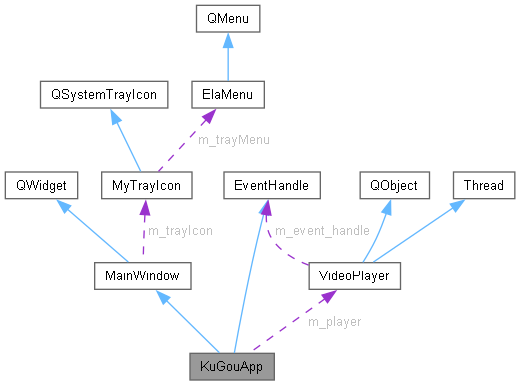 QMenu
QSystemTrayIcon
ElaMenu
m_trayMenu
QWidget
MyTrayIcon
EventHandle
QObject
Thread
m_trayIcon
m_event_handle
MainWindow
VideoPlayer
m_player
KuGouApp